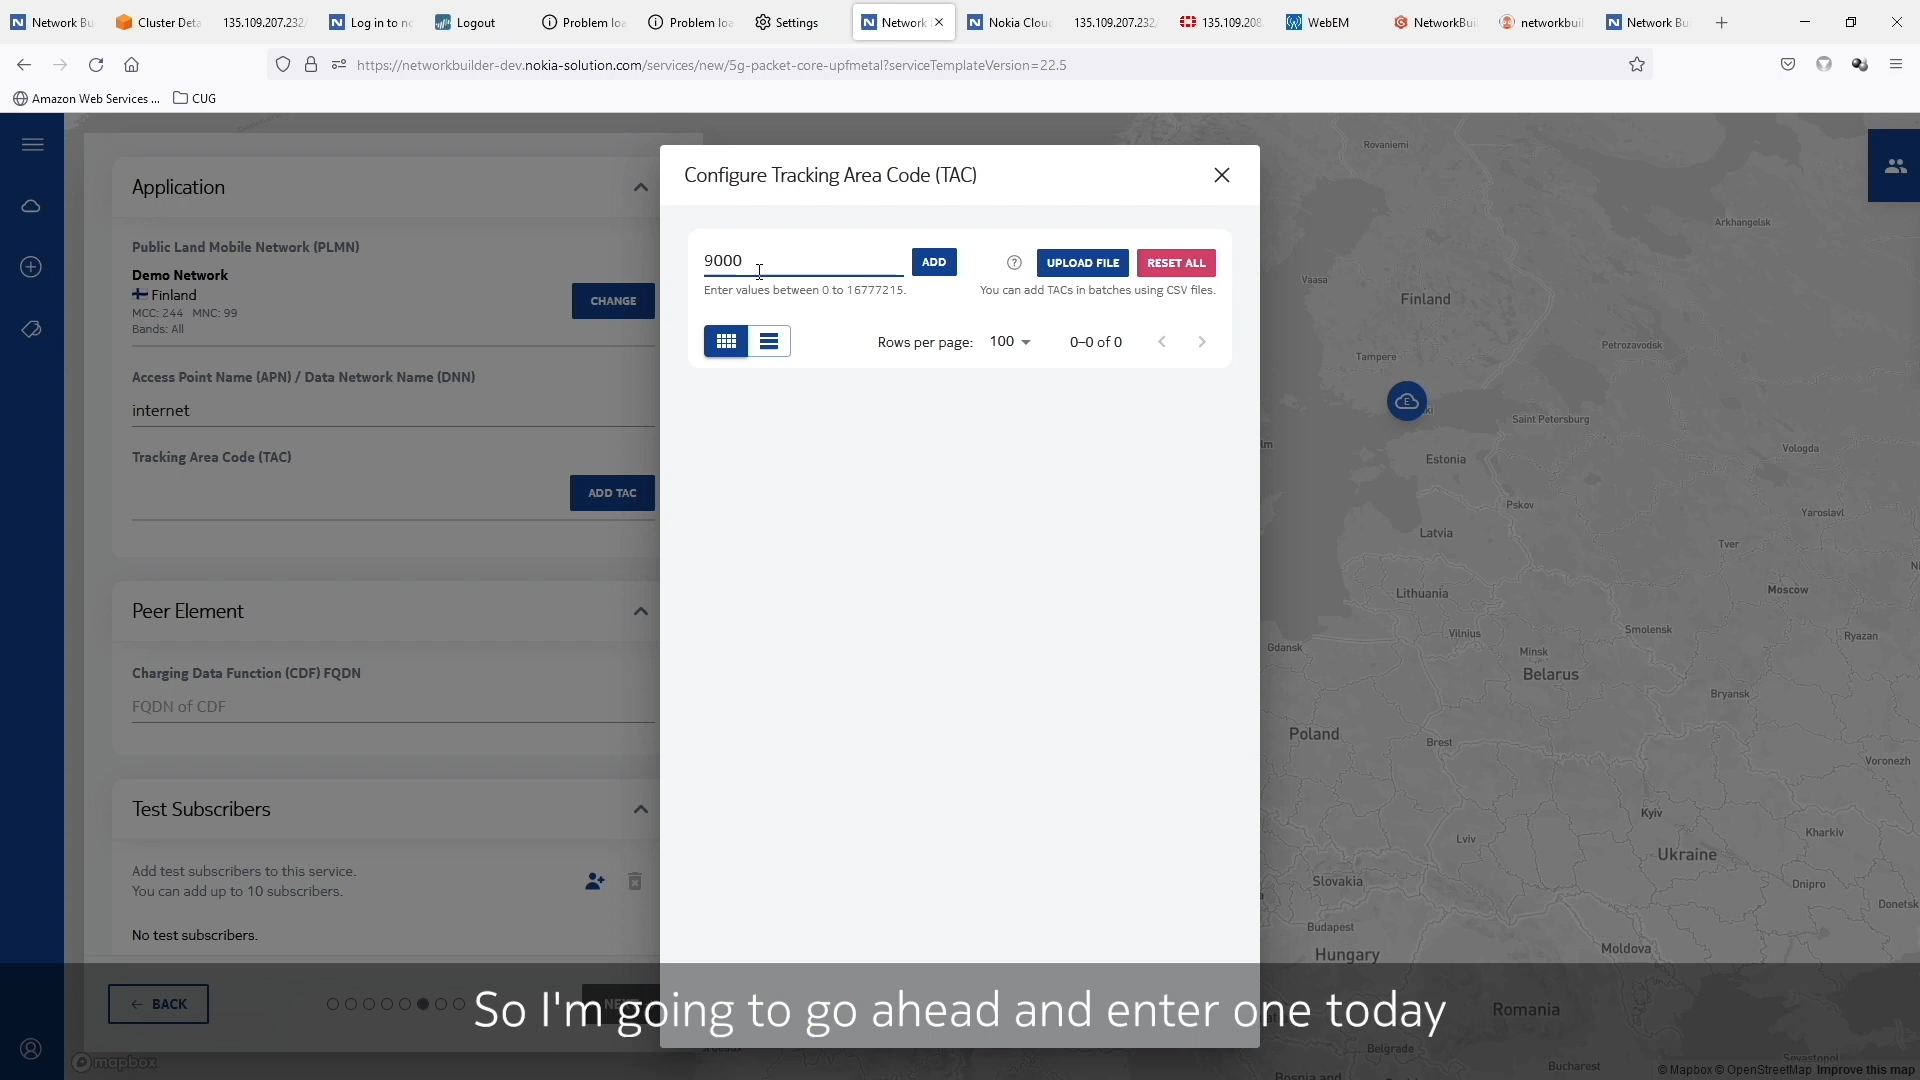 Network Bu
Cluster Deta
135.109.207.232
Log in to nc
Logout
Problem loa
Problem loa
Settings
Network
Nokia Clou
135.109.207.232
135.109.208
WebEM
NetworkBui
networkbuil
Network Bu
https://networkbuilder-dev.nokia-solution.com/services/new/5g-packet-core-upfmetal?serviceTemplateVersion=22.5
Amazon Web Services ...
CUG
Application
Public Land Mobile Network (PLMN)
Demo Network
Finland
MCC: 244 MNC: 99
Bands: All
CHANGE
Access Point Name (APN) / Data Network Name (DNN)
internet
Tracking Area Code (TAC)
ADD TAC
Peer Element
Charging Data Function (CDF) FQDN
FQDN of CDF
Test Subscribers
Add test subscribers to this service.
You can add up to 10 subscribers.
No test subscribers.
← BACK
Configure Tracking Area Code (TAC)
9000
ADD
UPLOAD FILE
RESET ALL
Enter values between 0 to 16777215.
You can add TACs in batches using CSV files.
Rows per page: 100
0–0 of 0
Rovaniemi
Arkhangelsk
Vaasa
Finland
Tampere
Petrozavodsk
E
Saint Petersburg
Estonia
Vologda
Pskov
Yaroslavl
Latvia
Tver
Lithuania
Moscow
Vilnius
Smolensk
Ryazan
Gdansk
Minsk
Belarus
Bryansk
Poland
Brest
Voronezh
Kyiv
Kharkiv
Lviv
Ukraine
Slovakia
Dnipro
Donetsk
Budapest
Moldova
Hungary
Romania
Belgrade
Sevastopol
Bucharest
Bosnia and
So I'm going to go ahead and enter one today
mapbox
© Mapbox © OpenStreetMap Improve this map